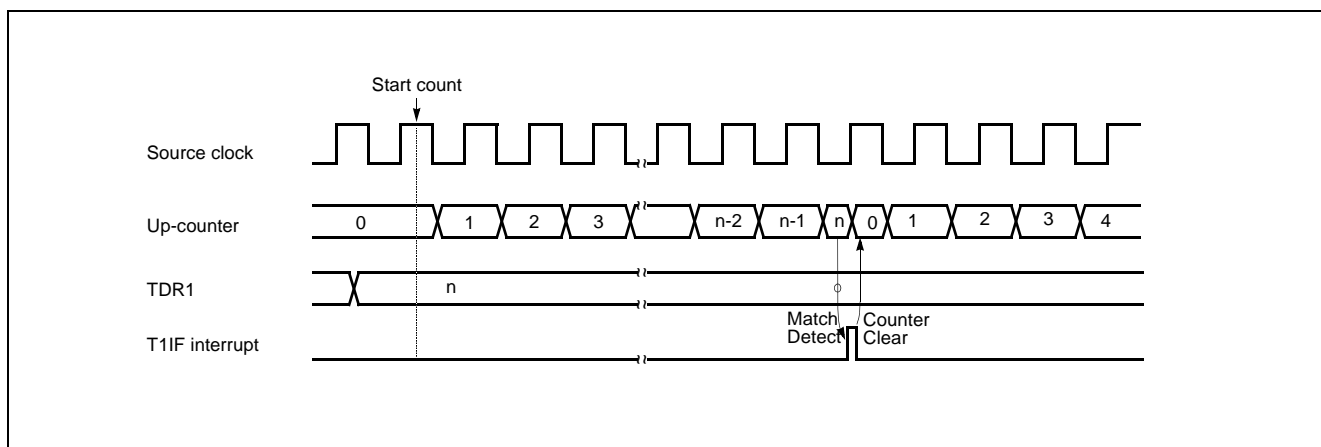 Start count
Source clock
Up-counter
0 1 2 3 n-2 n-1 n 0 1 2 3 4
TDR1
n
Match Counter
Detect Clear
T1IF interrupt